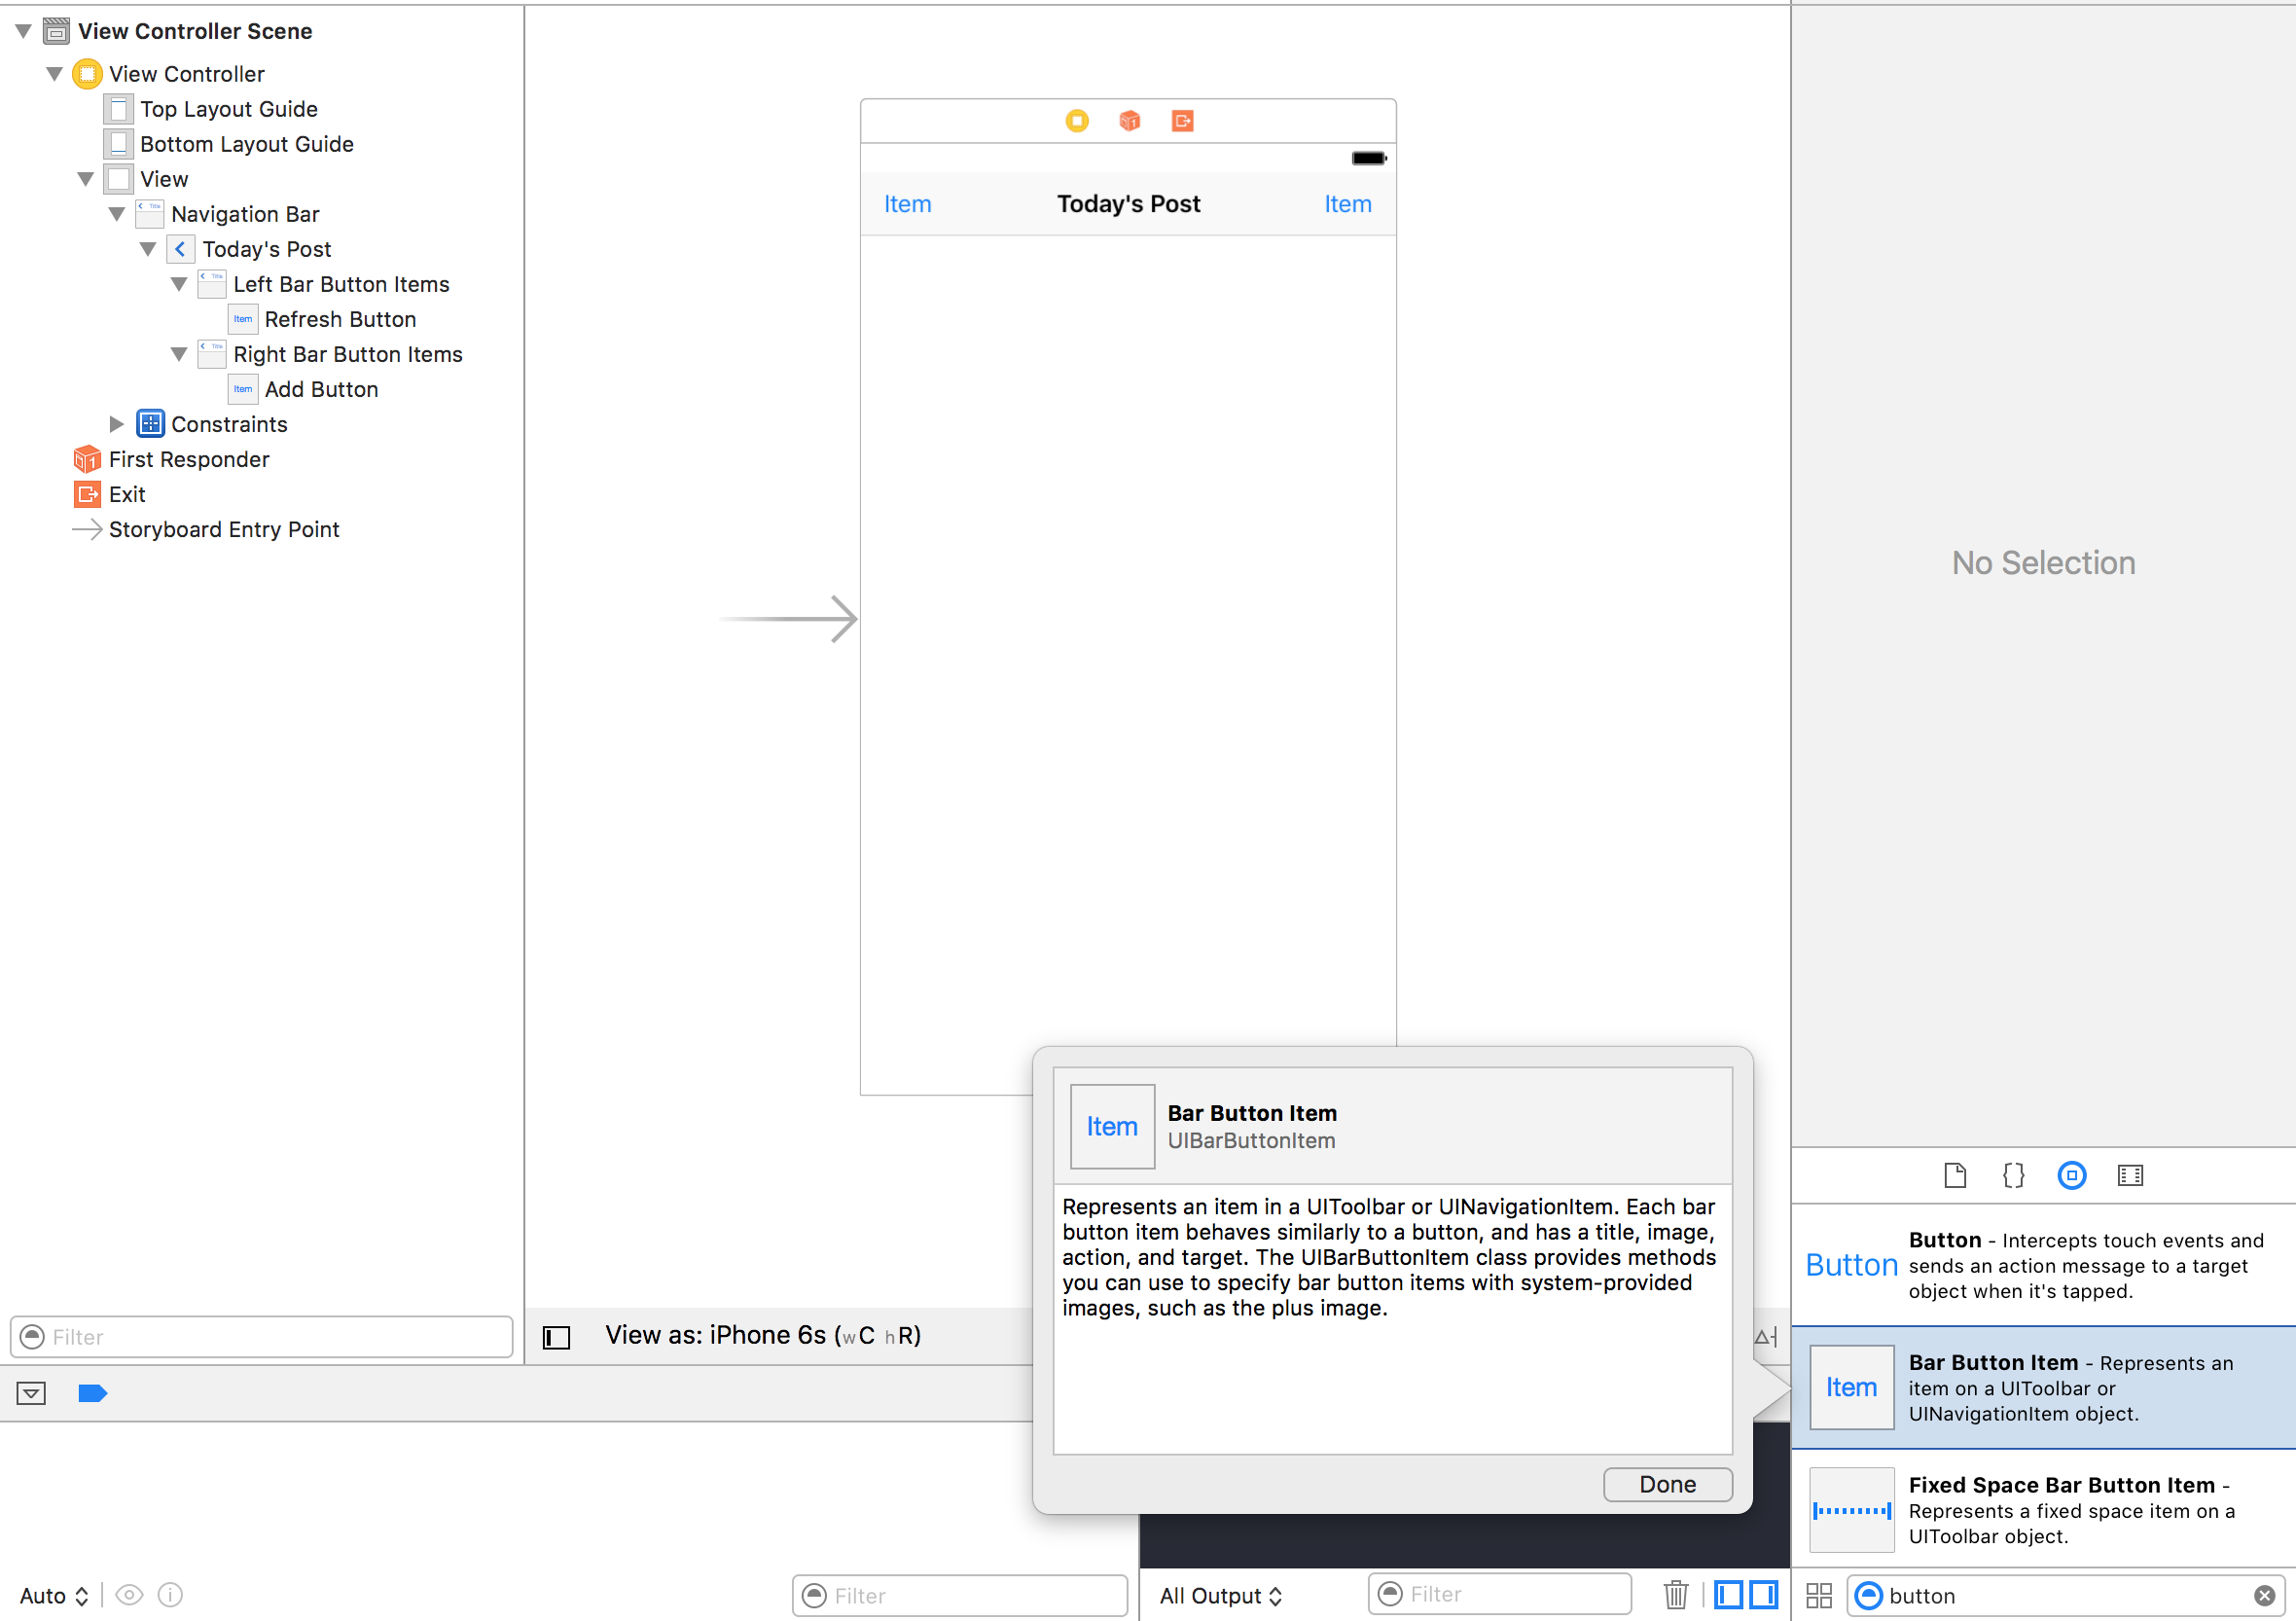 View Controller Scene
View Controller
Top Layout Guide
Bottom Layout Guide
View
Navigation Bar
Today's Post
Left Bar Button Items
Item Refresh Button
Right Bar Button Items
Item Add Button
Constraints
First Responder
Exit
Storyboard Entry Point
Filter
Item Today's Post Item
View as: iPhone 6s (wC hR)
Item
Bar Button Item
UIBarButtonItem
Represents an item in a UIToolbar or UINavigationItem. Each bar
button item behaves similarly to a button, and has a title, image,
action, and target. The UIBarButtonItem class provides methods
you can use to specify bar button items with system-provided
images, such as the plus image.
Done
No Selection
Button
Button - Intercepts touch events and
sends an action message to a target
object when it's tapped.
Item
Bar Button Item - Represents an
item on a UIToolbar or
UINavigationItem object.
Fixed Space Bar Button Item -
Represents a fixed space item on a
UIToolbar object.
Auto
Filter
All Output
Filter
button